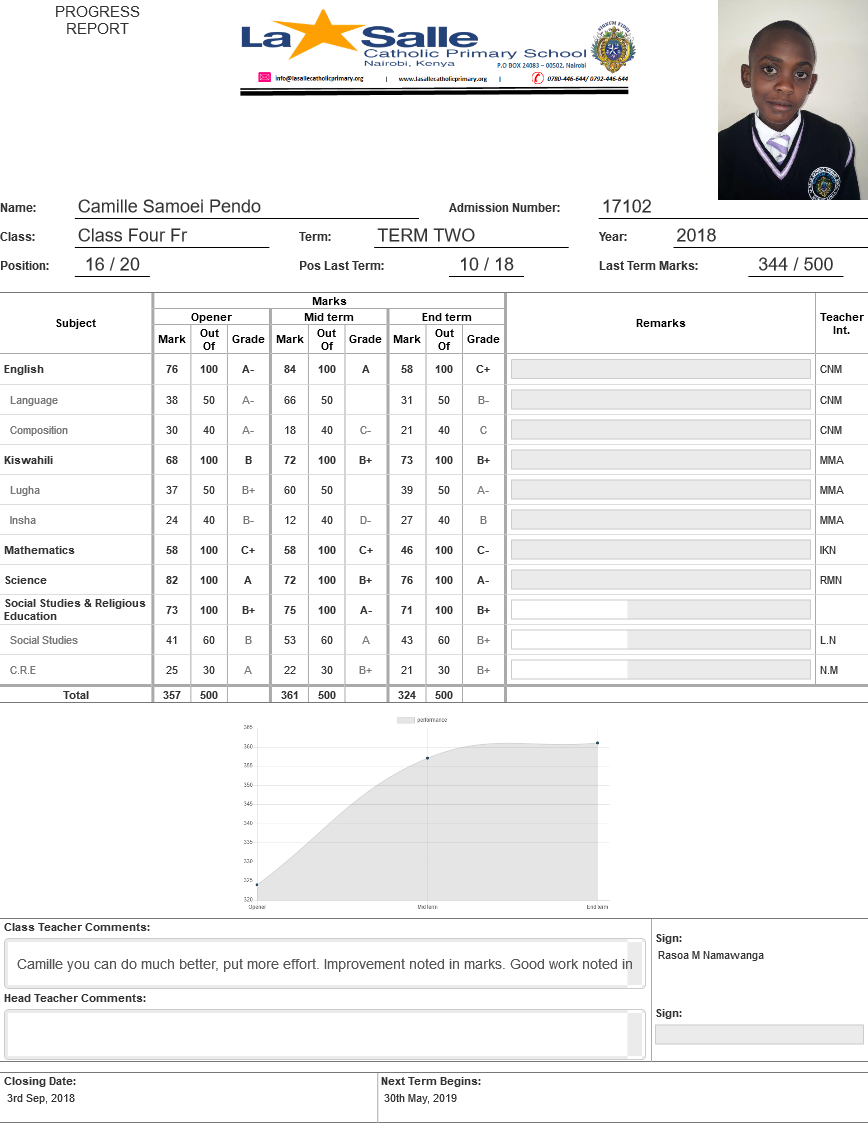 PROGRESS
REPORT
La Salle
Catholic Primary School
Nairobi, Kenya
P.O BOX 24083 – 00502, Nairobi
info@lasallecatholicprimary.org | www.lasallecatholicprimary.org | 0780-446-644/ 0792-446-644
Name: Camille Samoei Pendo Admission Number: 17102
Class: Class Four Fr Term: TERM TWO Year: 2018
Position: 16 / 20 Pos Last Term: 10 / 18 Last Term Marks: 344 / 500
Subject Marks Remarks Teacher Int.
Opener Mid term End term
Mark Out Of Grade Mark Out Of Grade Mark Out Of Grade
English 76 100 A- 84 100 A 58 100 C+ CNM
Language 38 50 A- 66 50 31 50 B- CNM
Composition 30 40 A- 18 40 C- 21 40 C CNM
Kiswahili 68 100 B 72 100 B+ 73 100 B+ MMA
Lugha 37 50 B+ 60 50 39 50 A- MMA
Insha 24 40 B- 12 40 D- 27 40 B MMA
Mathematics 58 100 C+ 58 100 C+ 46 100 C- IKN
Science 82 100 A 72 100 B+ 76 100 A- RMN
Social Studies & Religious Education 73 100 B+ 75 100 A- 71 100 B+
Social Studies 41 60 B 53 60 A 43 60 B+ L.N
C.R.E 25 30 A 22 30 B+ 21 30 B+ N.M
Total 357 500 361 500 324 500
performance
365
360
355
350
345
340
335
330
325
320
Opener Mid term End term
Class Teacher Comments:
Camille you can do much better, put more effort. Improvement noted in marks. Good work noted in
Sign:
Rasoa M Namawanga
Head Teacher Comments:
Sign:
Closing Date: Next Term Begins:
3rd Sep, 2018 30th May, 2019